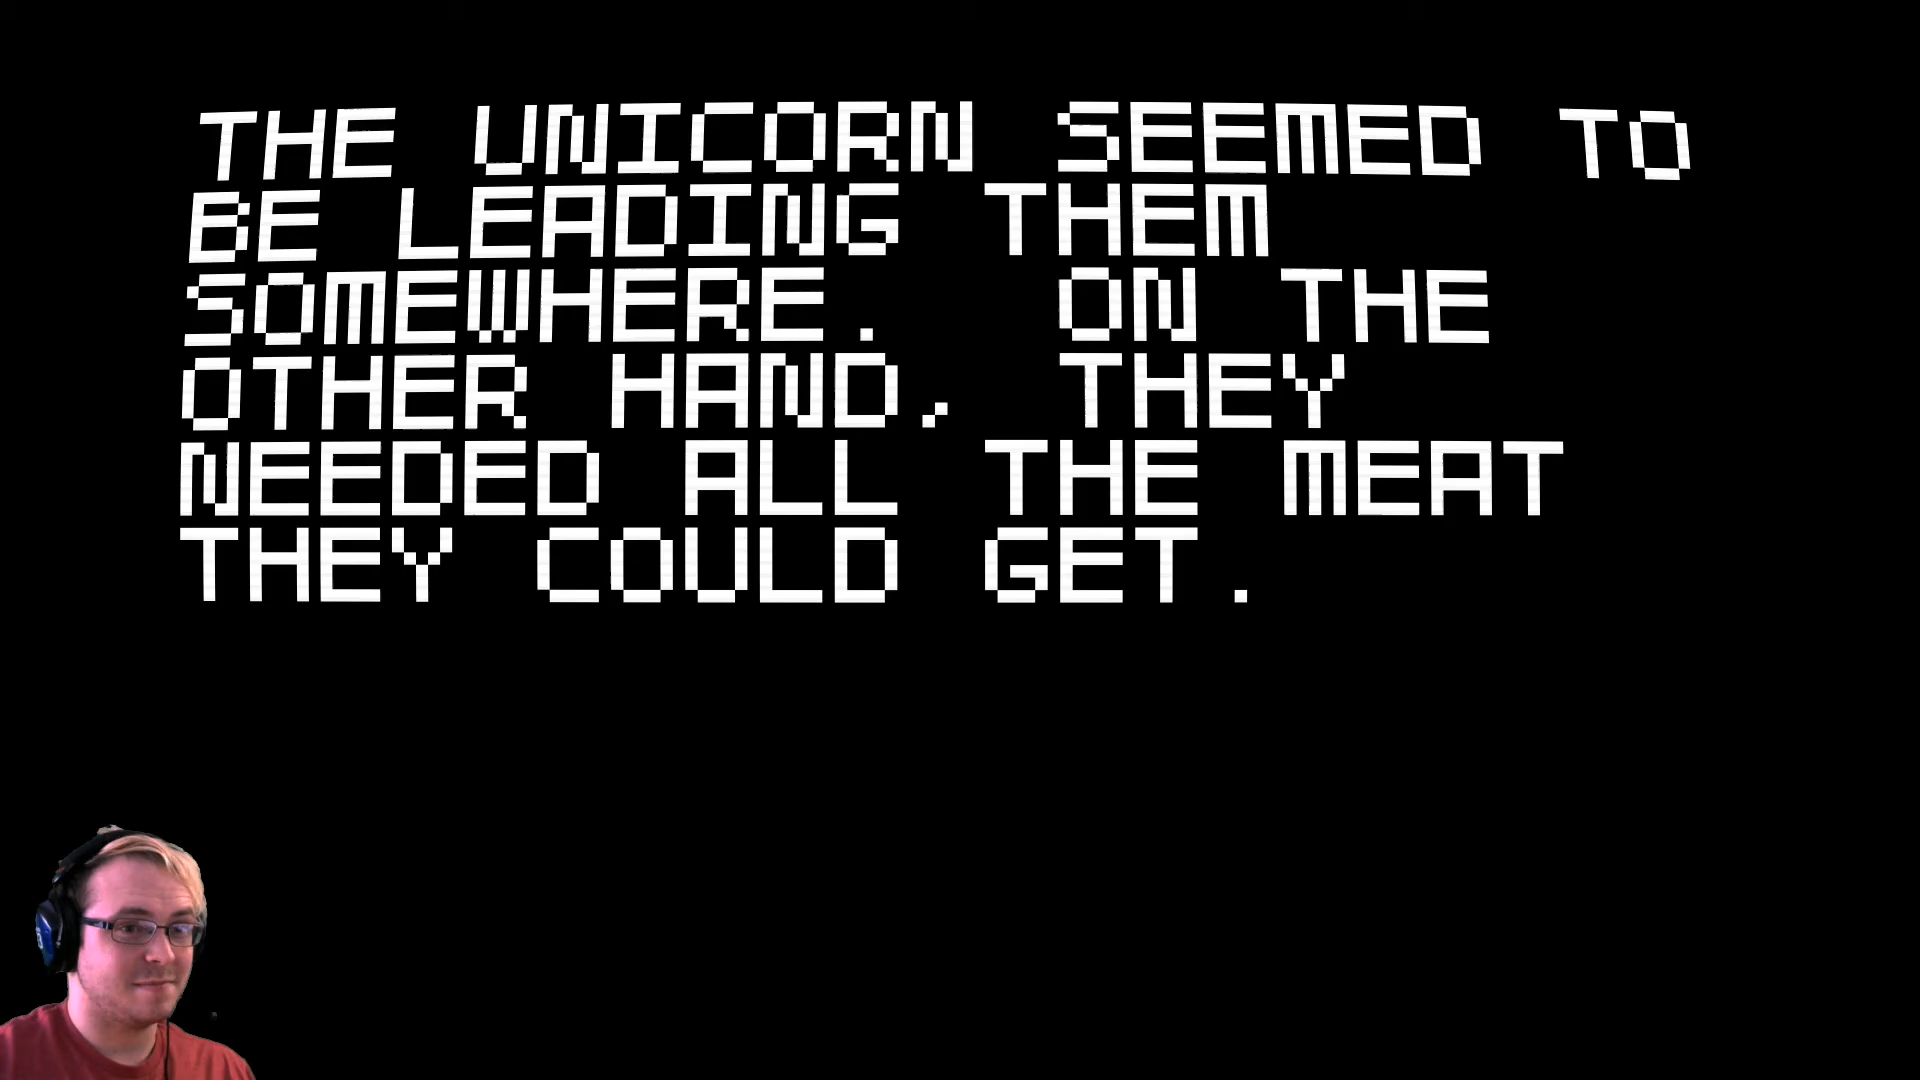 THE UNICORN SEEMED TO
BE LEADING THEM
SOMEWHERE.  ON THE
OTHER HAND, THEY
NEEDED ALL THE MEAT
THEY COULD GET.